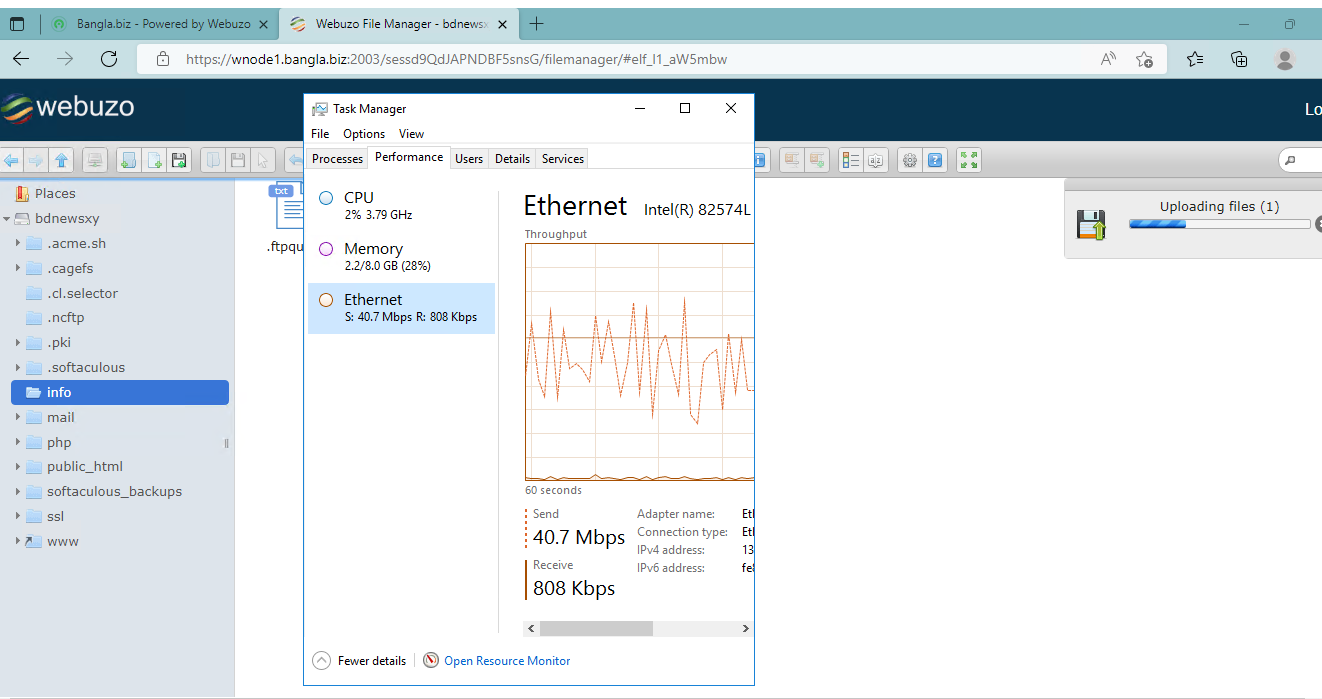 Bangla.biz - Powered by Webuzo
Webuzo File Manager - bdnewsx
https://wnode1.bangla.biz:2003/sessd9QdJAPNDBF5snsG/filemanager/#elf_l1_aW5mbw
webuzo
Lo
Places
bdnewsxy
.acme.sh
.cagefs
.cl.selector
.ncftp
.pki
.softaculous
info
mail
php
public_html
softaculous_backups
ssl
www
txt
.ftpqu
Task Manager
File Options View
Processes Performance Users Details Services
CPU
2% 3.79 GHz
Memory
2.2/8.0 GB (28%)
Ethernet
S: 40.7 Mbps R: 808 Kbps
Ethernet Intel(R) 82574L
Throughput
60 seconds
Send
40.7 Mbps
Receive
808 Kbps
Adapter name: Etl
Connection type: Etl
IPv4 address: 13
IPv6 address: fe8
Fewer details
Open Resource Monitor
Uploading files (1)